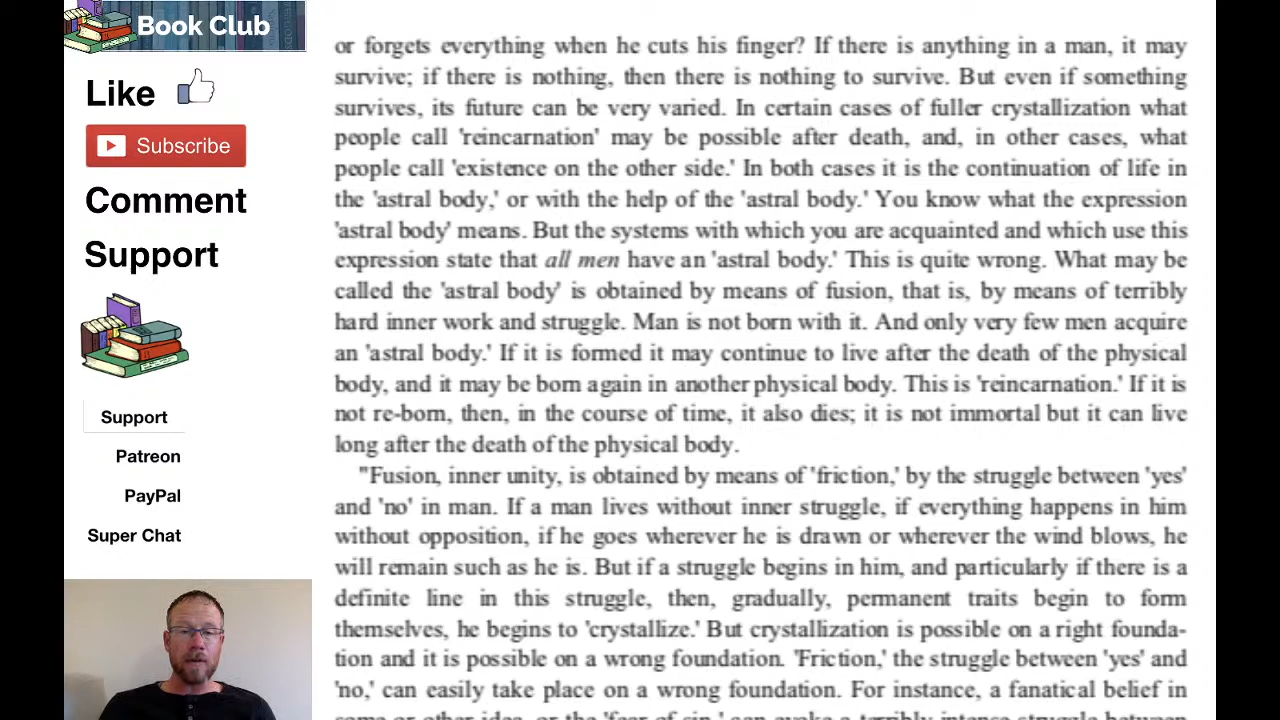 Book Club
Like
Subscribe
Comment
Support
Support
Patreon
PayPal
Super Chat
or forgets everything when he cuts his finger? If there is anything in a man, it may
survive; if there is nothing, then there is nothing to survive. But even if something
survives, its future can be very varied. In certain cases of fuller crystallization what
people call 'reincarnation' may be possible after death, and, in other cases, what
people call 'existence on the other side.' In both cases it is the continuation of life in
the 'astral body,' or with the help of the 'astral body.' You know what the expression
'astral body' means. But the systems with which you are acquainted and which use this
expression state that all men have an 'astral body.' This is quite wrong. What may be
called the 'astral body' is obtained by means of fusion, that is, by means of terribly
hard inner work and struggle. Man is not born with it. And only very few men acquire
an 'astral body.' If it is formed it may continue to live after the death of the physical
body, and it may be born again in another physical body. This is 'reincarnation.' If it is
not re-born, then, in the course of time, it also dies; it is not immortal but it can live
long after the death of the physical body.
"Fusion, inner unity, is obtained by means of 'friction,' by the struggle between 'yes'
and 'no' in man. If a man lives without inner struggle, if everything happens in him
without opposition, if he goes wherever he is drawn or wherever the wind blows, he
will remain such as he is. But if a struggle begins in him, and particularly if there is a
definite line in this struggle, then, gradually, permanent traits begin to form
themselves, he begins to 'crystallize.' But crystallization is possible on a right founda-
tion and it is possible on a wrong foundation. 'Friction,' the struggle between 'yes' and
'no,' can easily take place on a wrong foundation. For instance, a fanatical belief in
some or other idea, or the 'fear of sin,' can evoke a terribly intense struggle between